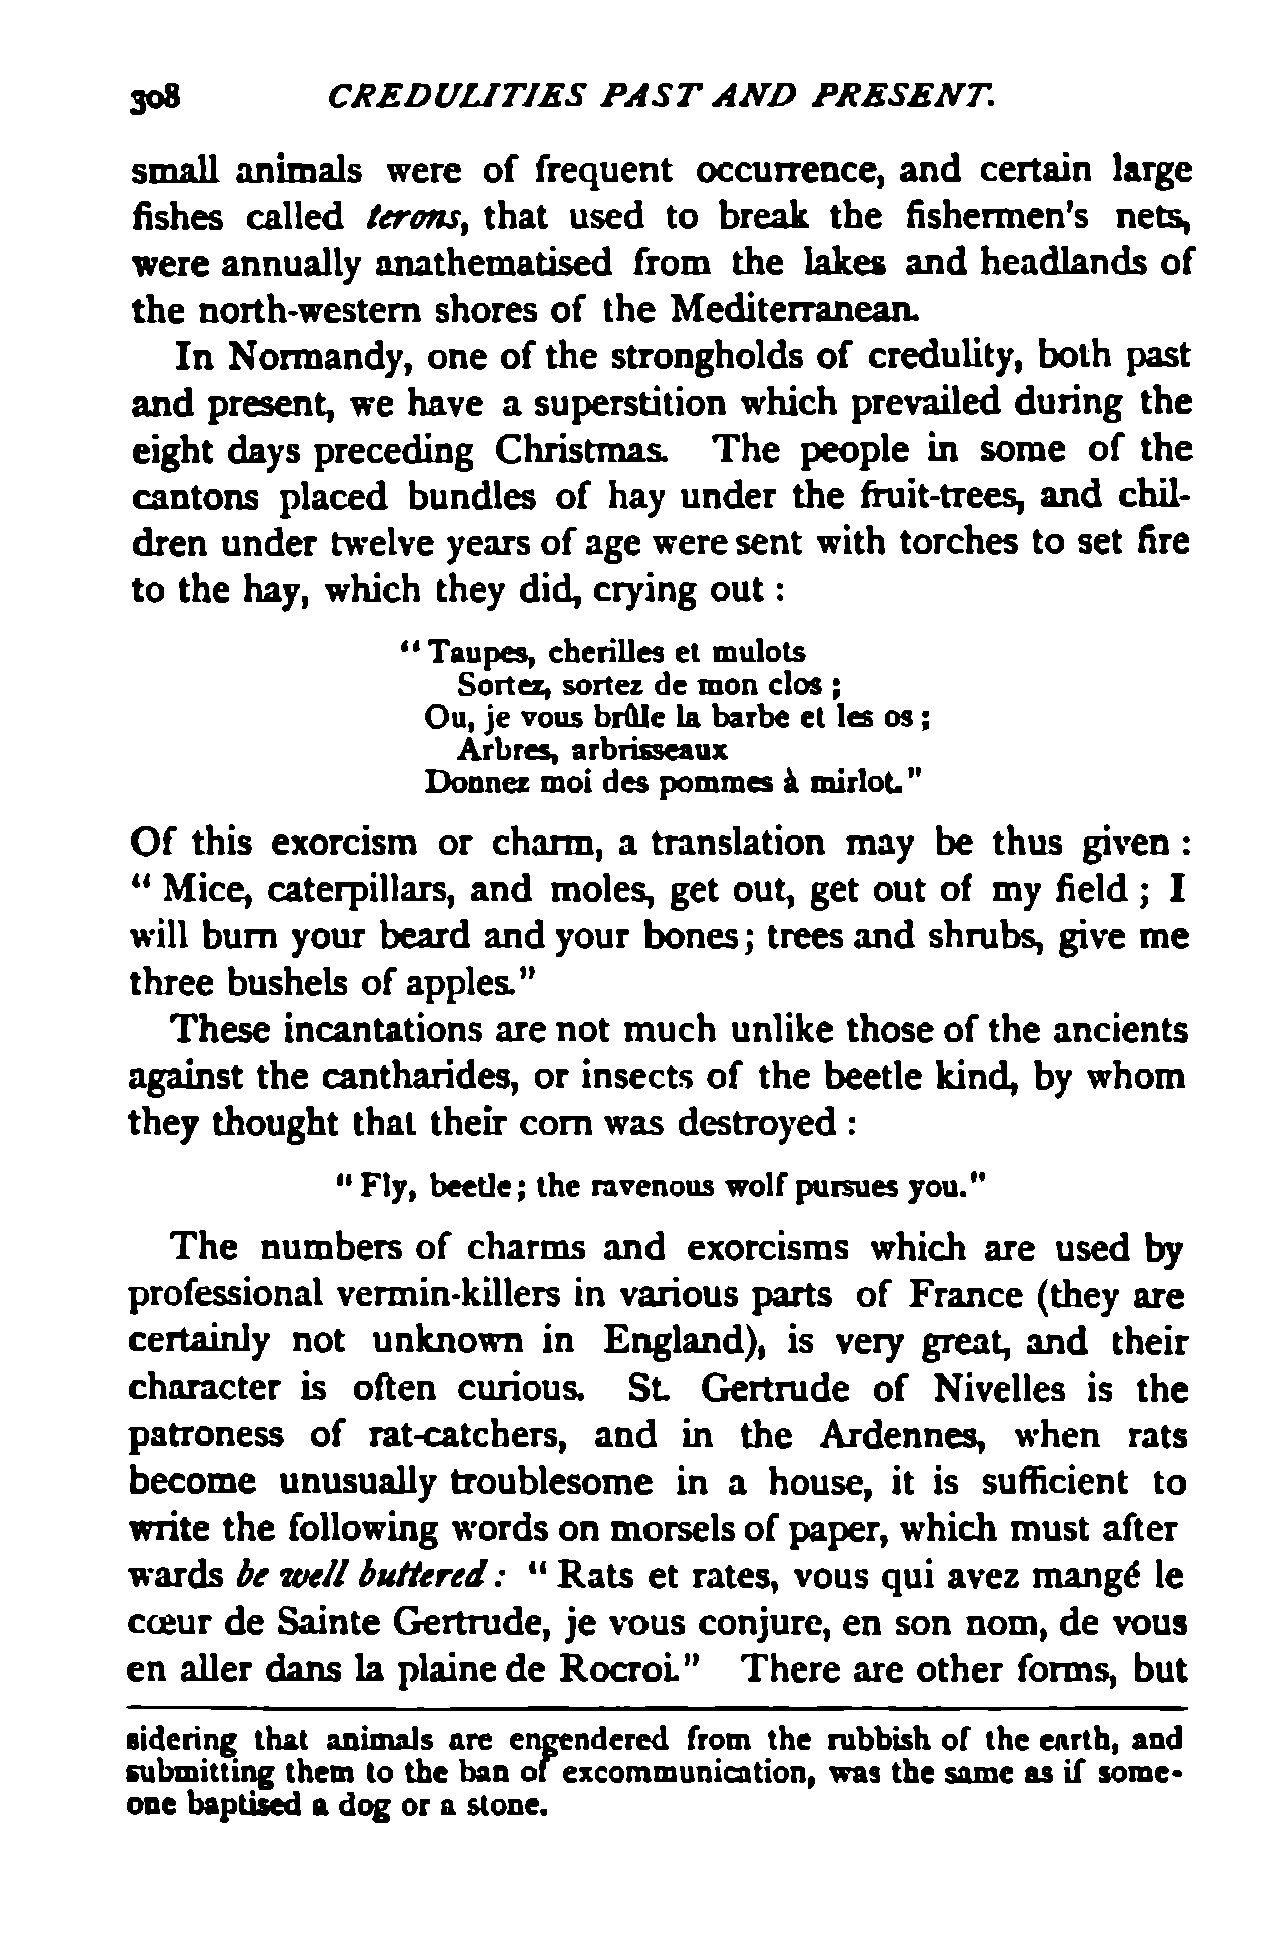 308 CREDULITIES PAST AND PRESENT.
small animals were of frequent occurrence, and certain large
fishes called terons, that used to break the fishermen's nets,
were annually anathematised from the lakes and headlands of
the north-western shores of the Mediterranean.
In Normandy, one of the strongholds of credulity, both past
and present, we have a superstition which prevailed during the
eight days preceding Christmas. The people in some of the
cantons placed bundles of hay under the fruit-trees, and chil-
dren under twelve years of age were sent with torches to set fire
to the hay, which they did, crying out :
" Taupes, cherilles et mulots
Sortez, sortez de mon clos ;
Ou, je vous brûle la barbe et les os ;
Arbres, arbrisseaux
Donnez moi des pommes à mirlot."
Of this exorcism or charm, a translation may be thus given :
" Mice, caterpillars, and moles, get out, get out of my field ; I
will burn your beard and your bones ; trees and shrubs, give me
three bushels of apples."
These incantations are not much unlike those of the ancients
against the cantharides, or insects of the beetle kind, by whom
they thought that their corn was destroyed :
" Fly, beetle ; the ravenous wolf pursues you."
The numbers of charms and exorcisms which are used by
professional vermin-killers in various parts of France (they are
certainly not unknown in England), is very great, and their
character is often curious. St. Gertrude of Nivelles is the
patroness of rat-catchers, and in the Ardennes, when rats
become unusually troublesome in a house, it is sufficient to
write the following words on morsels of paper, which must after
wards be well buttered : " Rats et rates, vous qui avez mangé le
cœur de Sainte Gertrude, je vous conjure, en son nom, de vous
en aller dans la plaine de Rocroi." There are other forms, but
sidering that animals are engendered from the rubbish of the earth, and
submitting them to the ban of excommunication, was the same as if some-
one baptised a dog or a stone.